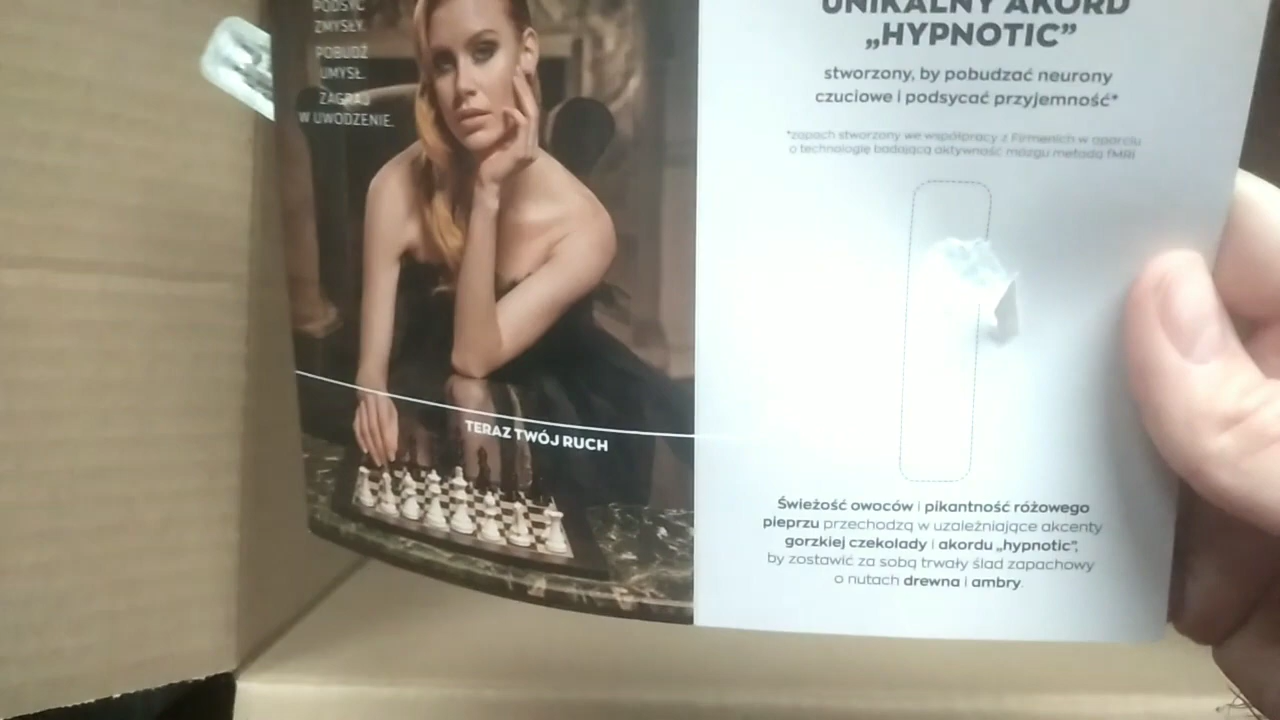 PODSYĆ
ZMYSŁY.
POBUDŹ
UMYSŁ.
ZAGRAJ
W UWODZENIE.
TERAZ TWÓJ RUCH
UNIKALNY AKORD
„HYPNOTIC”
stworzony, by pobudzać neurony
czuciowe i podsycać przyjemność*
*zapach stworzony we współpracy z Firmenich w oparciu
o technologię badającą aktywność mózgu metodą fMRI
Świeżość owoców i pikantność różowego
pieprzu przechodzą w uzależniające akcenty
gorzkiej czekolady i akordu „hypnotic”,
by zostawić za sobą trwały ślad zapachowy
o nutach drewna i ambry.